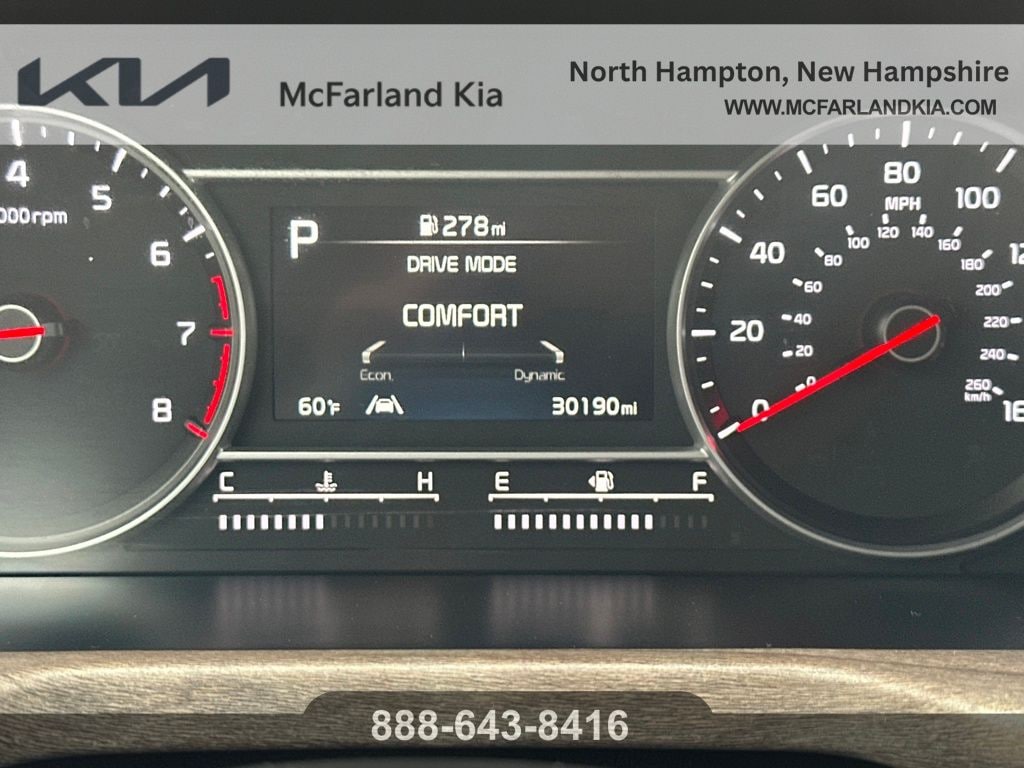 KIA
McFarland Kia
North Hampton, New Hampshire
WWW.MCFARLANDKIA.COM
4
5
6
7
8
000rpm
P
278mi
DRIVE MODE
COMFORT
Econ.
Dynamic
60°F
30190mi
C
H
E
F
0
20
40
60
80
100
MPH
0
20
40
60
80
100
120
140
160
180
200
220
240
260
km/h
888-643-8416